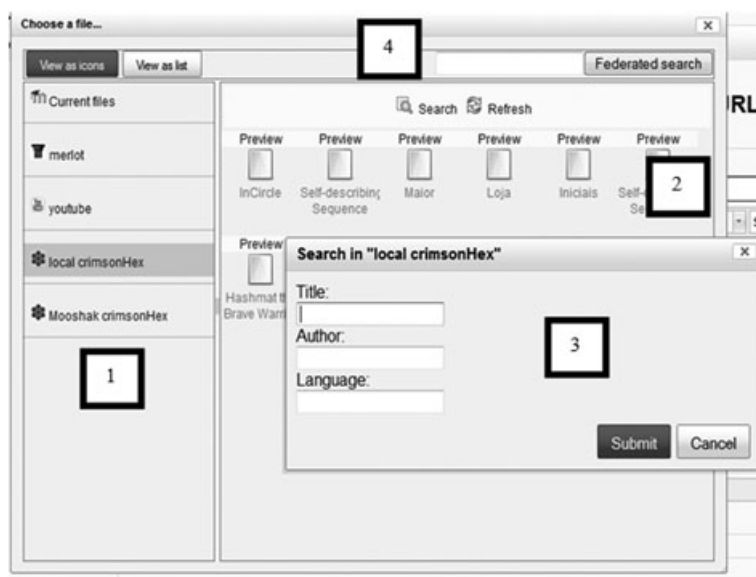 Choose a file...
4
View as icons View as list Federated search
Current files
merlot
youtube
local crimsonHex
Mooshak crimsonHex
1
Search Refresh
Preview Preview Preview Preview Preview Preview
InCircle Self-describing Maior Loja Iniciais
Sequence
2
Preview
Hashmat
Brave
Search in "local crimsonHex"
Title:
Author:
Language:
3
Submit Cancel